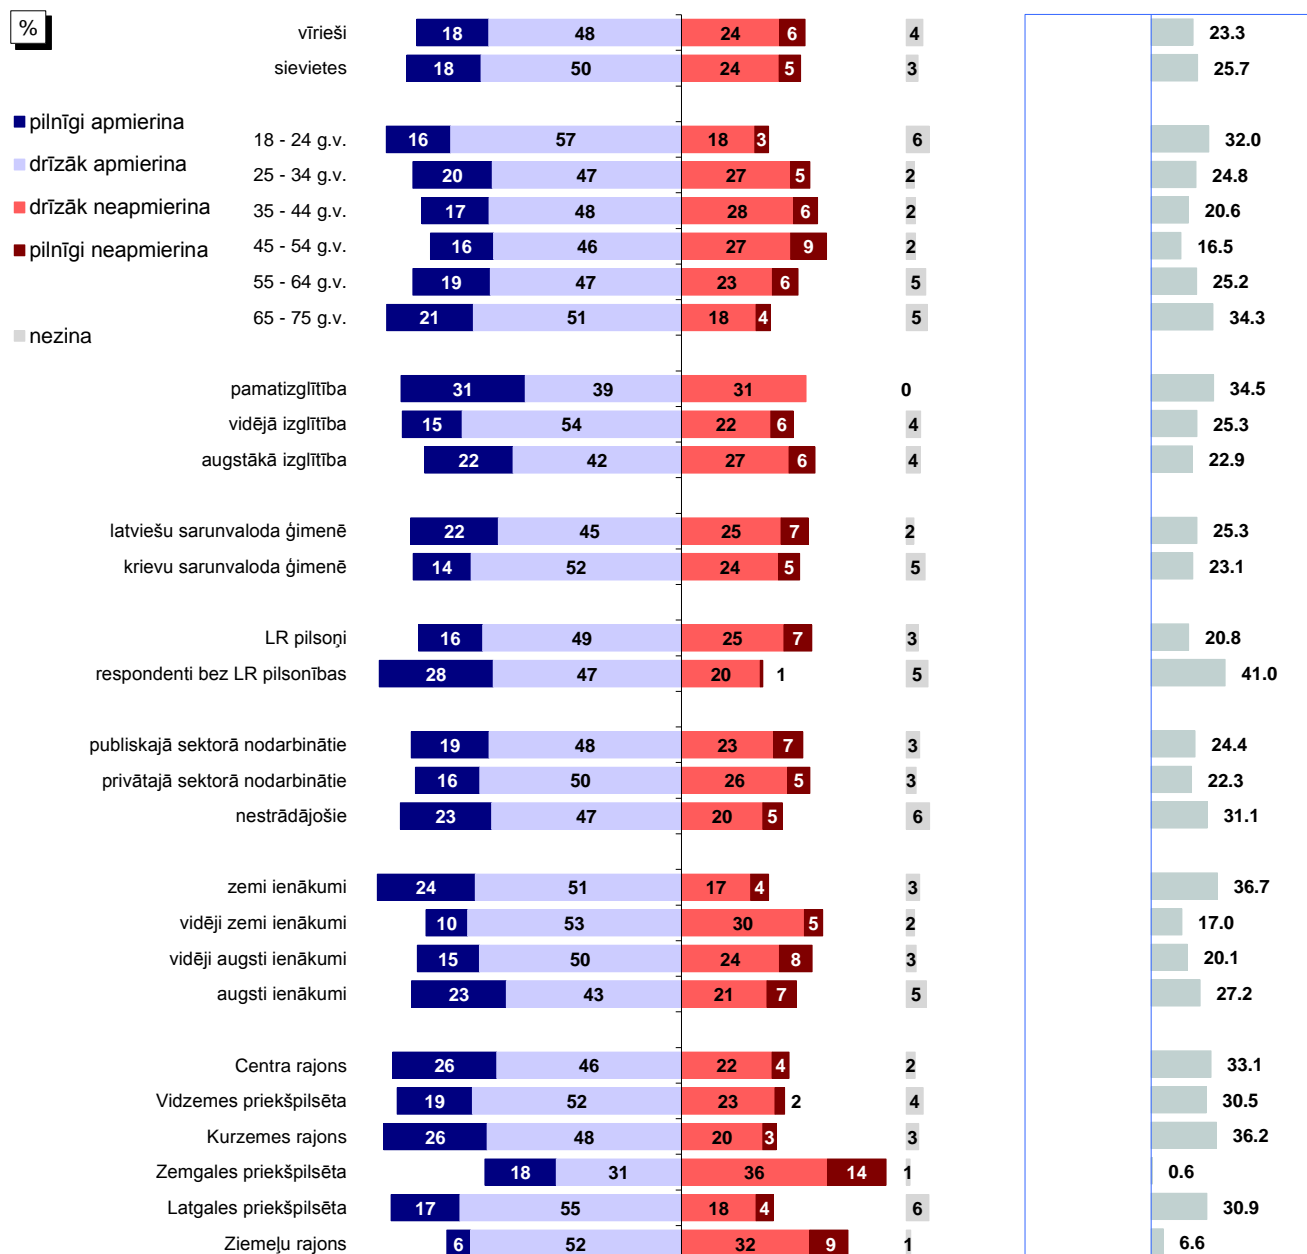 %
pilnīgi apmierina
drīzāk apmierina
drīzāk neapmierina
pilnīgi neapmierina
nezina
vīrieši 18 48 24 6 4 23.3
sievietes 18 50 24 5 3 25.7
18 - 24 g.v. 16 57 18 3 6 32.0
25 - 34 g.v. 20 47 27 5 2 24.8
35 - 44 g.v. 17 48 28 6 2 20.6
45 - 54 g.v. 16 46 27 9 2 16.5
55 - 64 g.v. 19 47 23 6 5 25.2
65 - 75 g.v. 21 51 18 4 5 34.3
pamatizglītība 31 39 31 0 34.5
vidējā izglītība 15 54 22 6 4 25.3
augstākā izglītība 22 42 27 6 4 22.9
latviešu sarunvaloda ģimenē 22 45 25 7 2 25.3
krievu sarunvaloda ģimenē 14 52 24 5 5 23.1
LR pilsoņi 16 49 25 7 3 20.8
respondenti bez LR pilsonības 28 47 20 1 5 41.0
publiskajā sektorā nodarbinātie 19 48 23 7 3 24.4
privātajā sektorā nodarbinātie 16 50 26 5 3 22.3
nestrādājošie 23 47 20 5 6 31.1
zemi ienākumi 24 51 17 4 3 36.7
vidēji zemi ienākumi 10 53 30 5 2 17.0
vidēji augsti ienākumi 15 50 24 8 3 20.1
augsti ienākumi 23 43 21 7 5 27.2
Centra rajons 26 46 22 4 2 33.1
Vidzemes priekšpilsēta 19 52 23 2 4 30.5
Kurzemes rajons 26 48 20 3 3 36.2
Zemgales priekšpilsēta 18 31 36 14 1 0.6
Latgales priekšpilsēta 17 55 18 4 6 30.9
Ziemeļu rajons 6 52 32 9 1 6.6